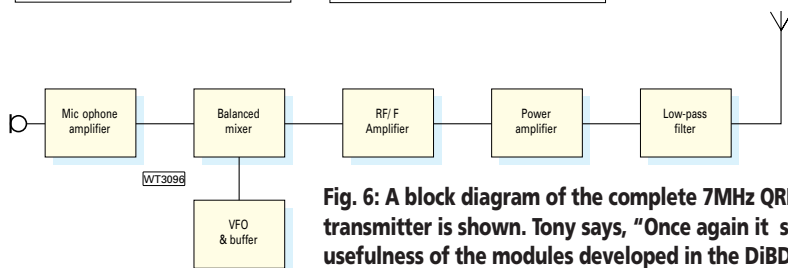 Mic ophone
amplifier
Balanced
mixer
RF/ F
Amplifier
Power
amplifier
Low-pass
filter
WT3096
VFO
& buffer
Fig. 6: A block diagram of the complete 7MHz QR
transmitter is shown. Tony says, “Once again it s
usefulness of the modules developed in the DiBD